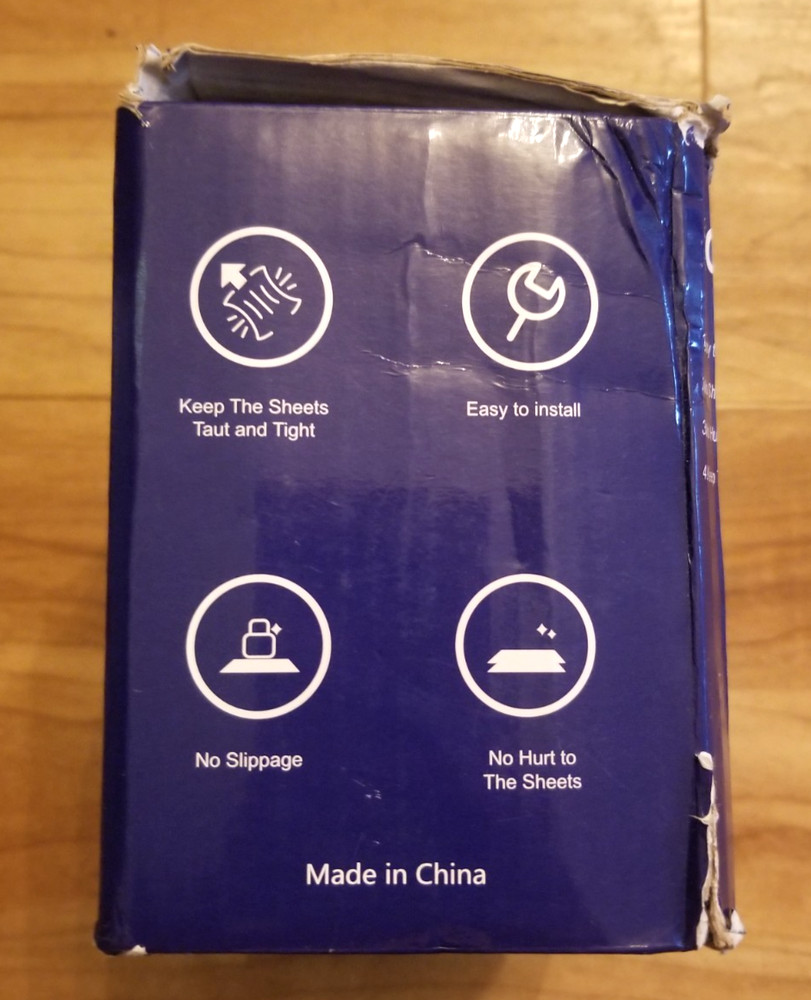 Keep The Sheets
Taut and Tight
Easy to install
No Slippage
No Hurt to
The Sheets
Made in China